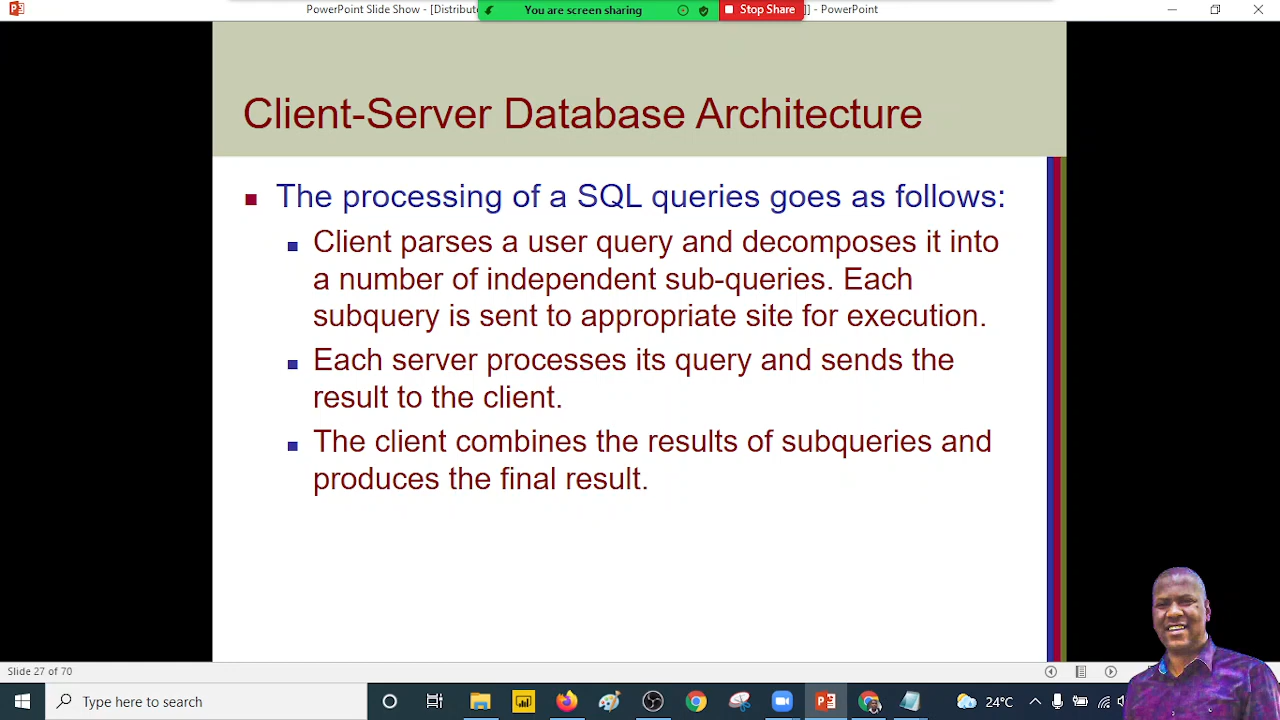 PowerPoint Slide Show - [Distribut
You are screen sharing
Stop Share
]] - PowerPoint
Client-Server Database Architecture
The processing of a SQL queries goes as follows:
Client parses a user query and decomposes it into
a number of independent sub-queries. Each
subquery is sent to appropriate site for execution.
Each server processes its query and sends the
result to the client.
The client combines the results of subqueries and
produces the final result.
Slide 27 of 70
Type here to search
24°C